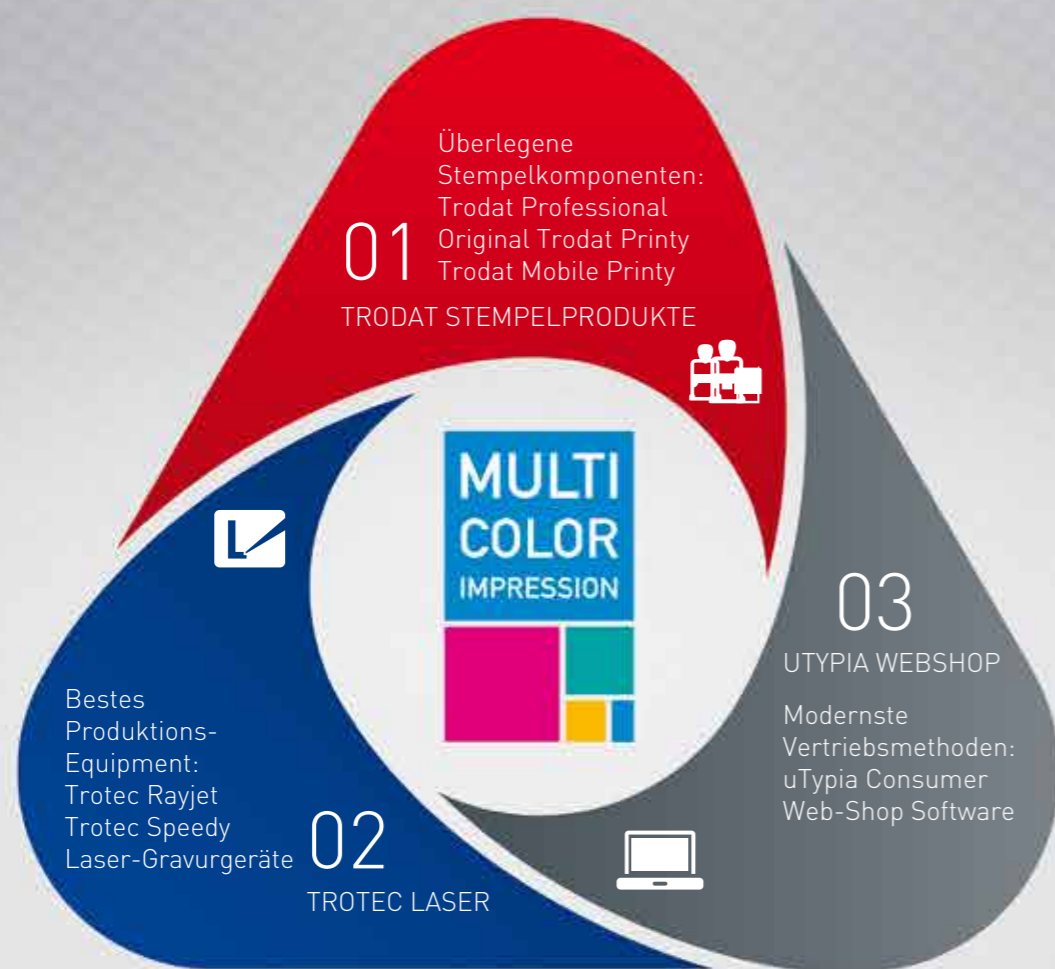 Überlegene
Stempelkomponenten:
Trodat Professional
Original Trodat Printy
Trodat Mobile Printy
01
TRODAT STEMPELPRODUKTE
MULTI
COLOR
IMPRESSION
Bestes
Produktions-
Equipment:
Trotec Rayjet
Trotec Speedy
Laser-Gravurgeräte
02
TROTEC LASER
03
UTYPIA WEBSHOP
Modernste
Vertriebsmethoden:
uTypia Consumer
Web-Shop Software